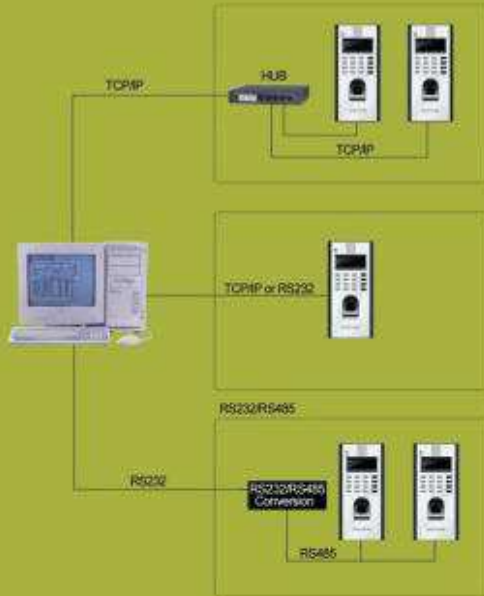 HUB
TCP/IP
TCP/IP
TCP/IP or RS232
RS232/RS485
RS232
RS232/RS485
Conversion
RS485